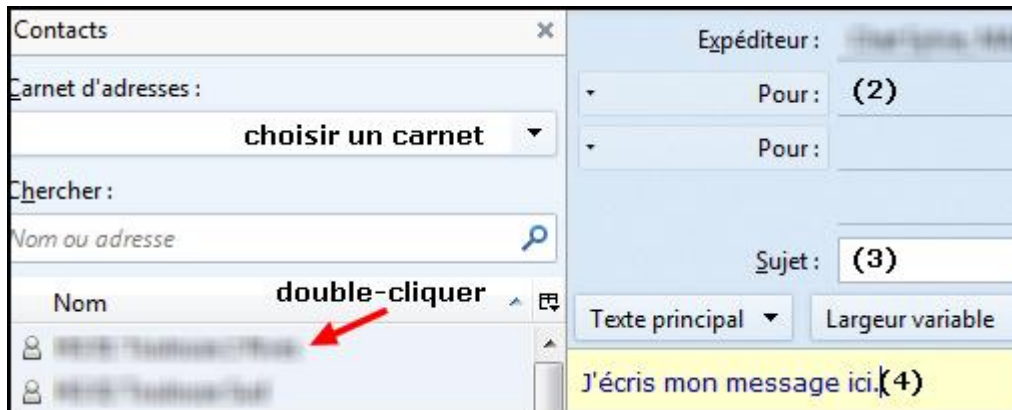 Contacts
Carnet d'adresses :
choisir un carnet
Chercher :
Nom ou adresse
Nom
double-cliquer
Expéditeur :
Pour : (2)
Pour :
Sujet : (3)
Texte principal
Largeur variable
J'écris mon message ici.(4)